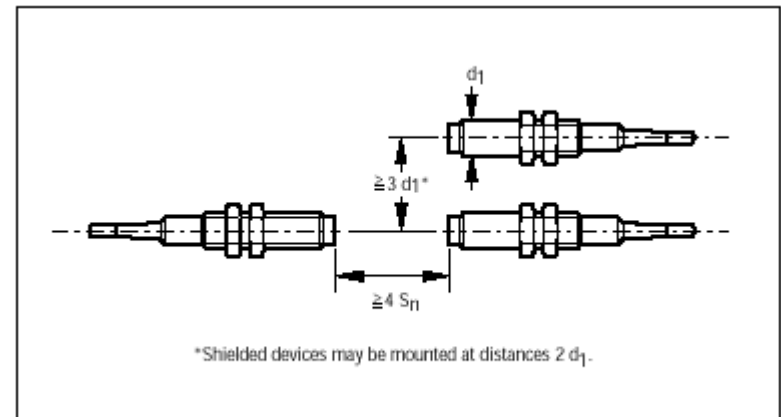 d1
≧3 d1*
≧4 Sn
*Shielded devices may be mounted at distances 2 d1.